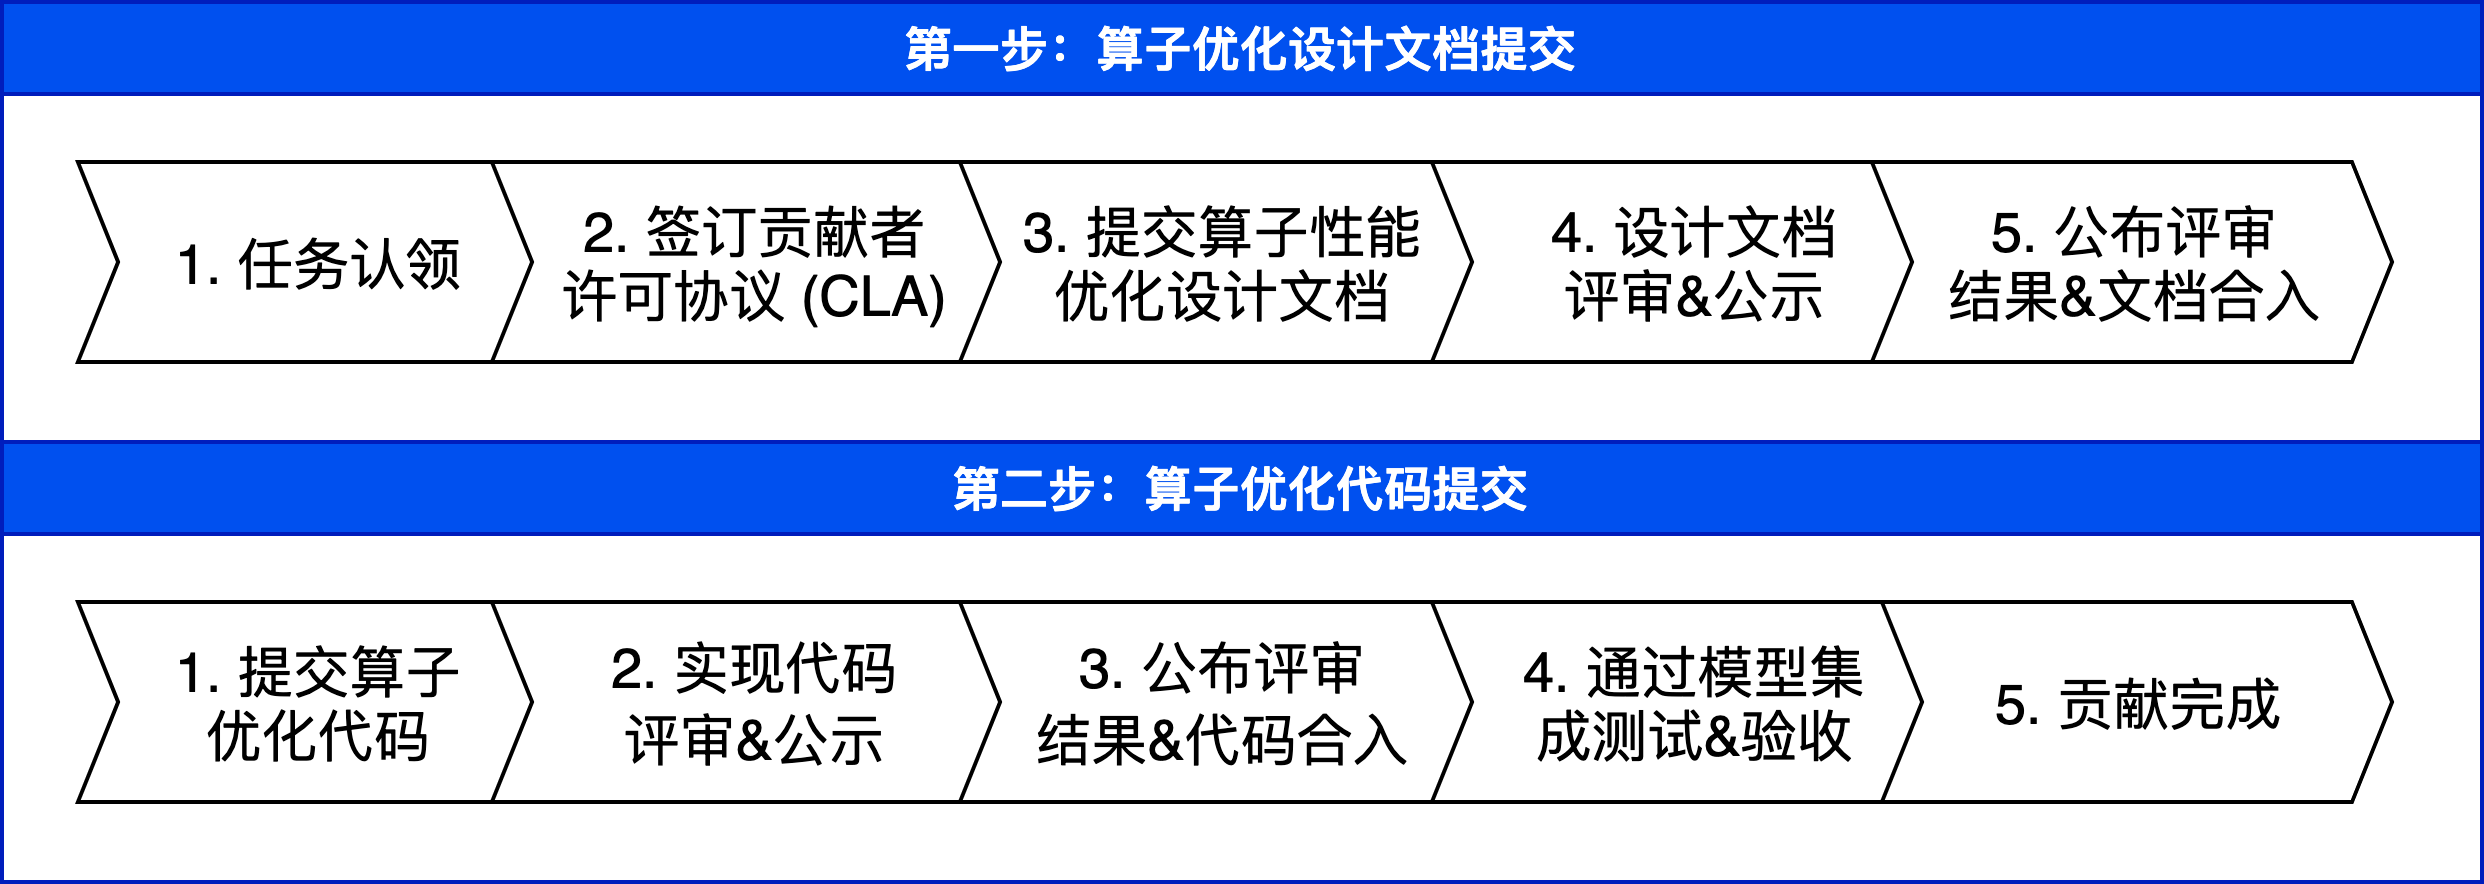 第一步：算子优化设计文档提交
1. 任务认领
2. 签订贡献者
许可协议 (CLA)
3. 提交算子性能
优化设计文档
4. 设计文档
评审&公示
5. 公布评审
结果&文档合入
第二步：算子优化代码提交
1. 提交算子
优化代码
2. 实现代码
评审&公示
3. 公布评审
结果&代码合入
4. 通过模型集
成测试&验收
5. 贡献完成